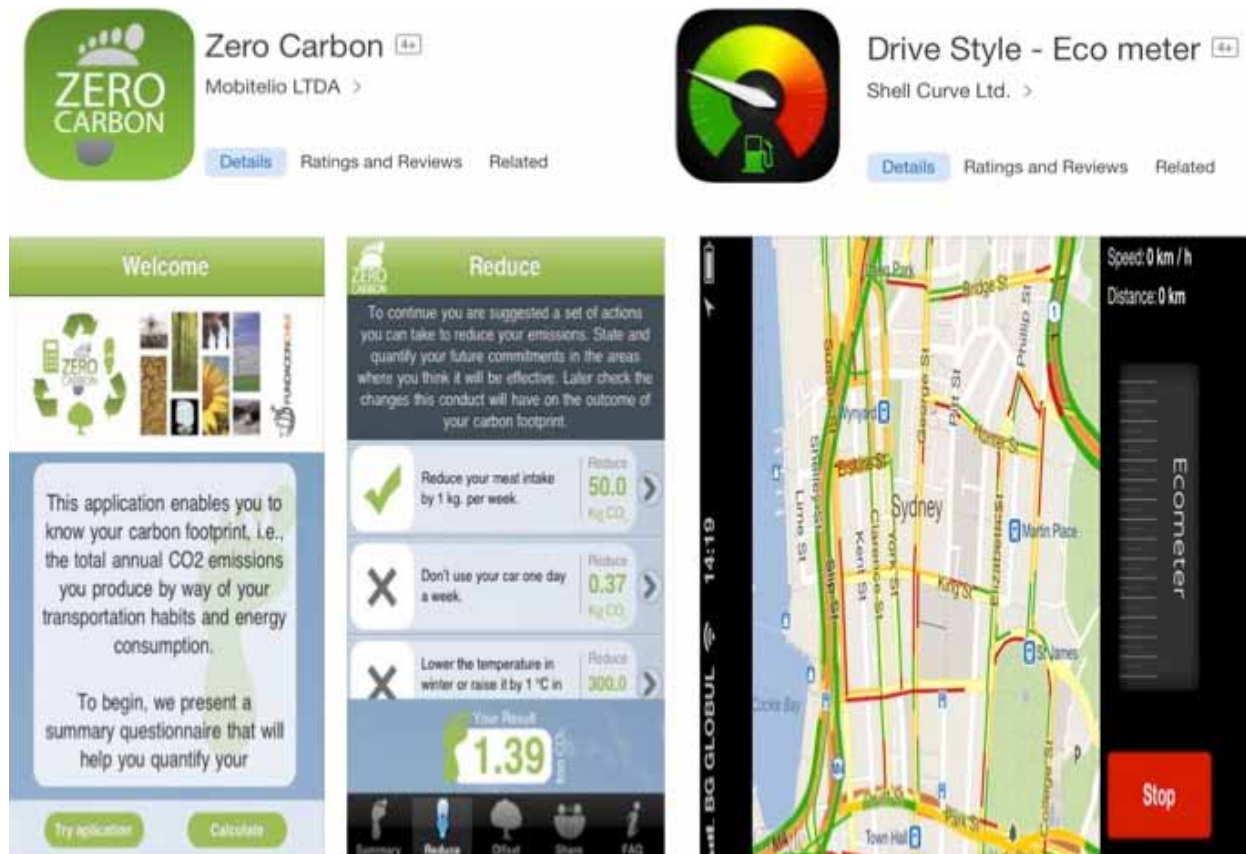 ZERO
CARBON
Zero Carbon 4+
Mobitelio LTDA >
Details Ratings and Reviews Related
Drive Style - Eco meter 4+
Shell Curve Ltd. >
Details Ratings and Reviews Related
Welcome
ZERO
CARBON
FUNDACIONCHILE
This application enables you to
know your carbon footprint, i.e.,
the total annual CO2 emissions
you produce by way of your
transportation habits and energy
consumption.
To begin, we present a
summary questionnaire that will
help you quantify your
Try aplication
Calculate
ZERO
CARBON
Reduce
To continue you are suggested a set of actions
you can take to reduce your emissions. State and
quantify your future commitments in the areas
where you think it will be effective. Later check the
changes this conduct will have on the outcome of
your carbon footprint.
Reduce your meat intake
by 1 kg. per week.
Reduce
50.0
Kg CO2
Don't use your car one day
a week.
Reduce
0.37
Kg CO2
Lower the temperature in
winter or raise it by 1 °C in
Reduce
300.0
Your Result
1.39
ton CO2
Summary Reduce Offset Share FAQ
BG GLOBUL 14:19
Speed: 0 km / h
Distance: 0 km
Ecometer
Stop
Bridge St
Phillip St
George St
Pitt St
Wynyard
Hunter St
Erskine St
Shelley St
Lime St
Sydney
Martin Place
Clarence St
York St
Kent St
Elizabeth St
King St
Slip St
St James
College St
P
Park St
Town Hall